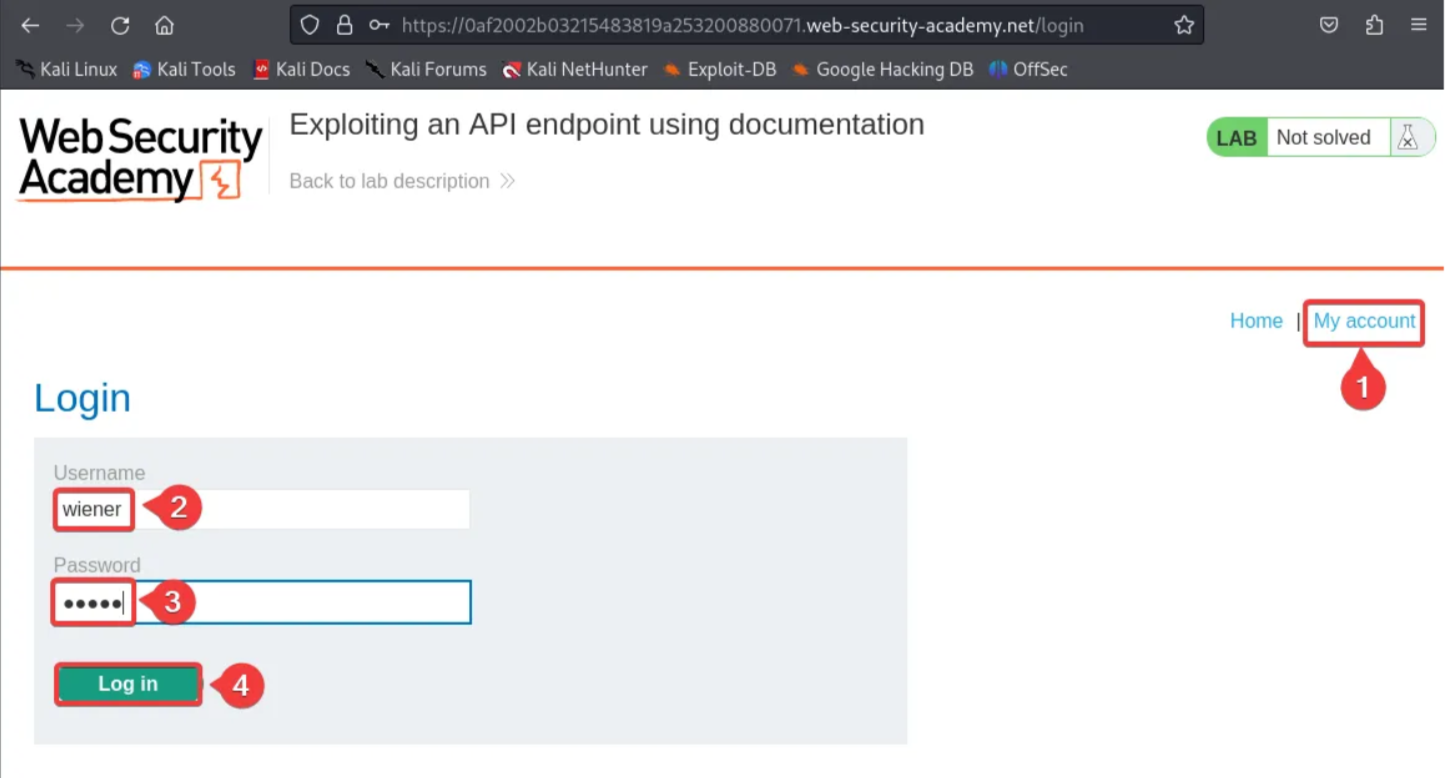 https://0af2002b03215483819a253200880071.web-security-academy.net/login
Kali Linux Kali Tools Kali Docs Kali Forums Kali NetHunter Exploit-DB Google Hacking DB OffSec
Web Security
Academy
Exploiting an API endpoint using documentation
Back to lab description >>
LAB Not solved
Home | My account
1
Login
Username
wiener 2
Password
••••• 3
Log in 4